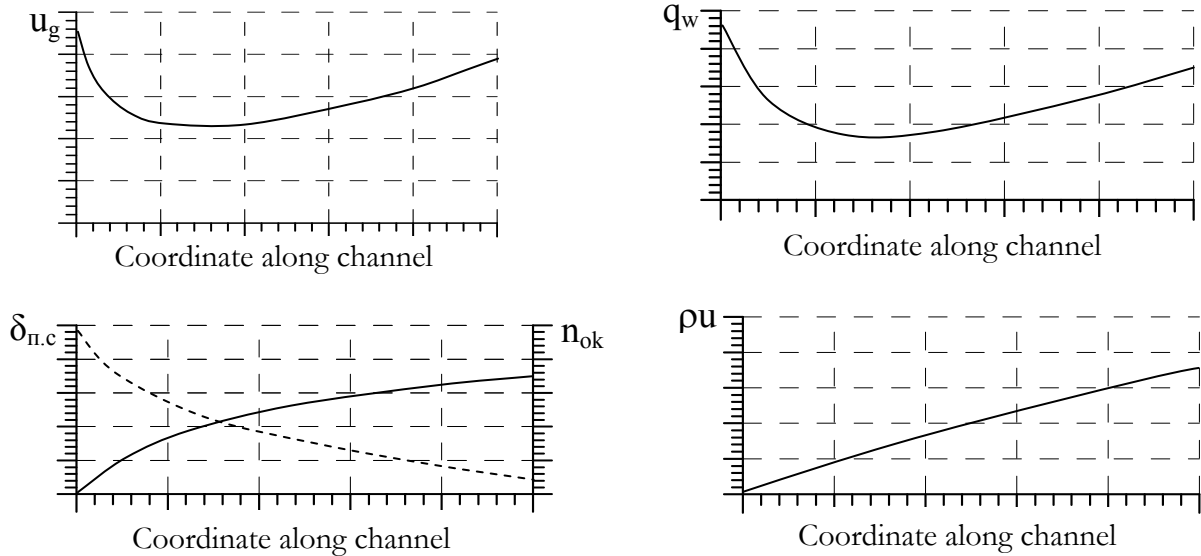 u_g
q_w
Coordinate along channel
Coordinate along channel
δ_п.с
n_ok
ρu
Coordinate along channel
Coordinate along channel